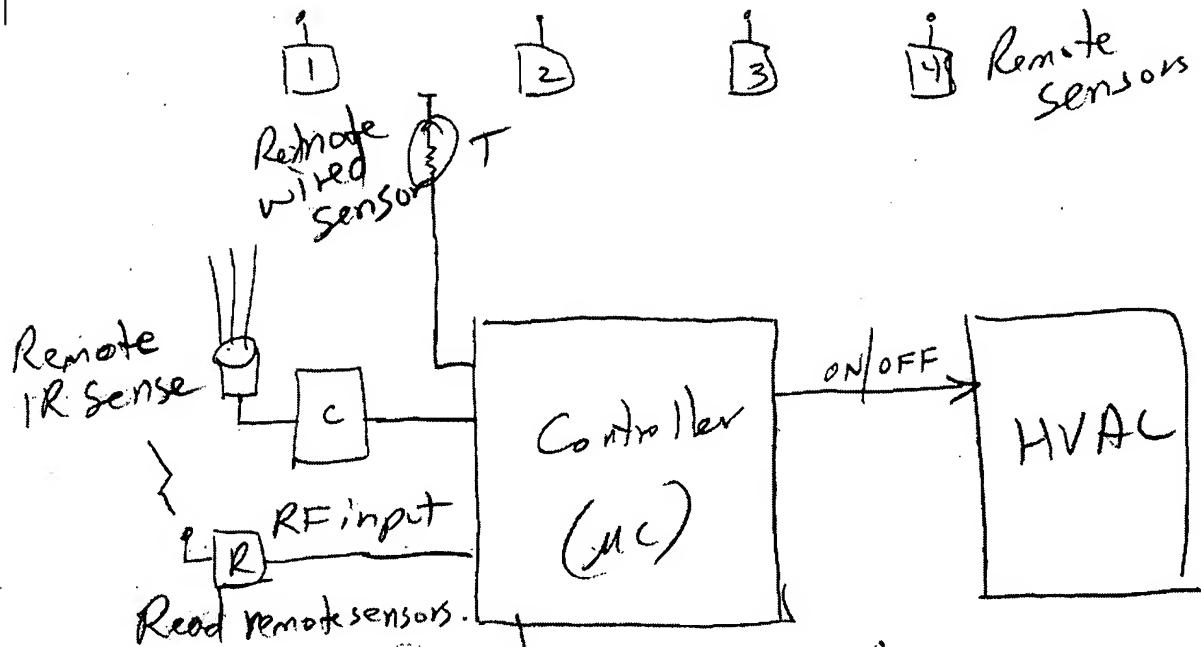 1
2
3
4
Remote
sensors
Remote
wired
sensor
T
Remote
IR Sense
C
Controller
(μC)
ON/OFF
HVAC
RF input
R
Read remote sensors.